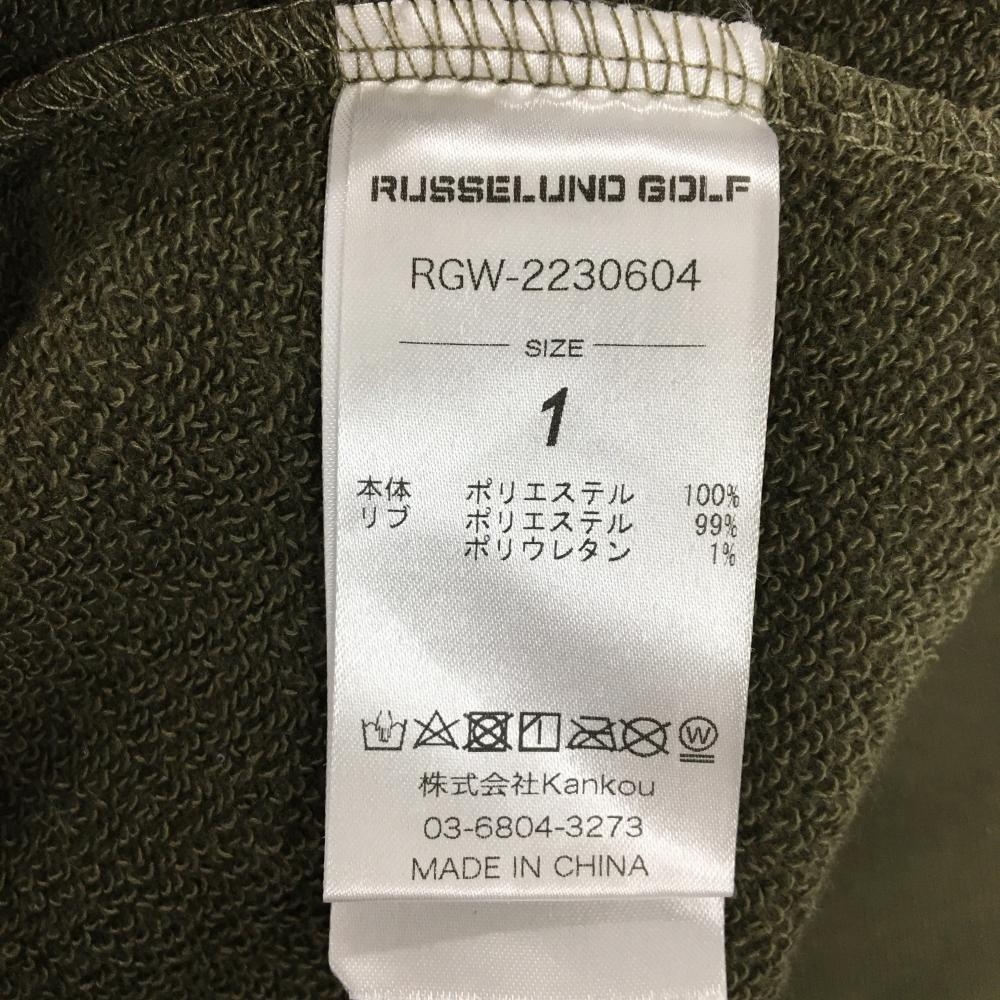 RUSSELUNO GOLF
RGW-2230604
SIZE
1
本体 ポリエステル 100%
リブ ポリエステル 99%
ポリウレタン 1%
W
株式会社Kankou
03-6804-3273
MADE IN CHINA